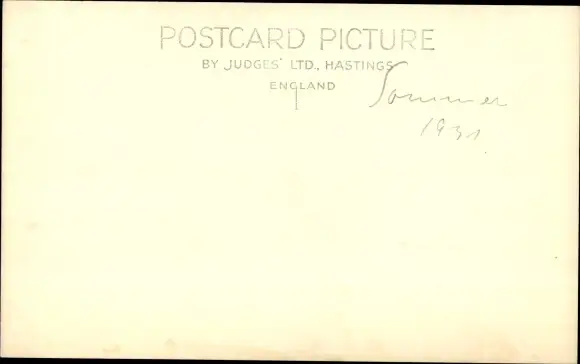 POSTCARD PICTURE
BY JUDGES' LTD., HASTINGS
ENGLAND
Sommer
1931